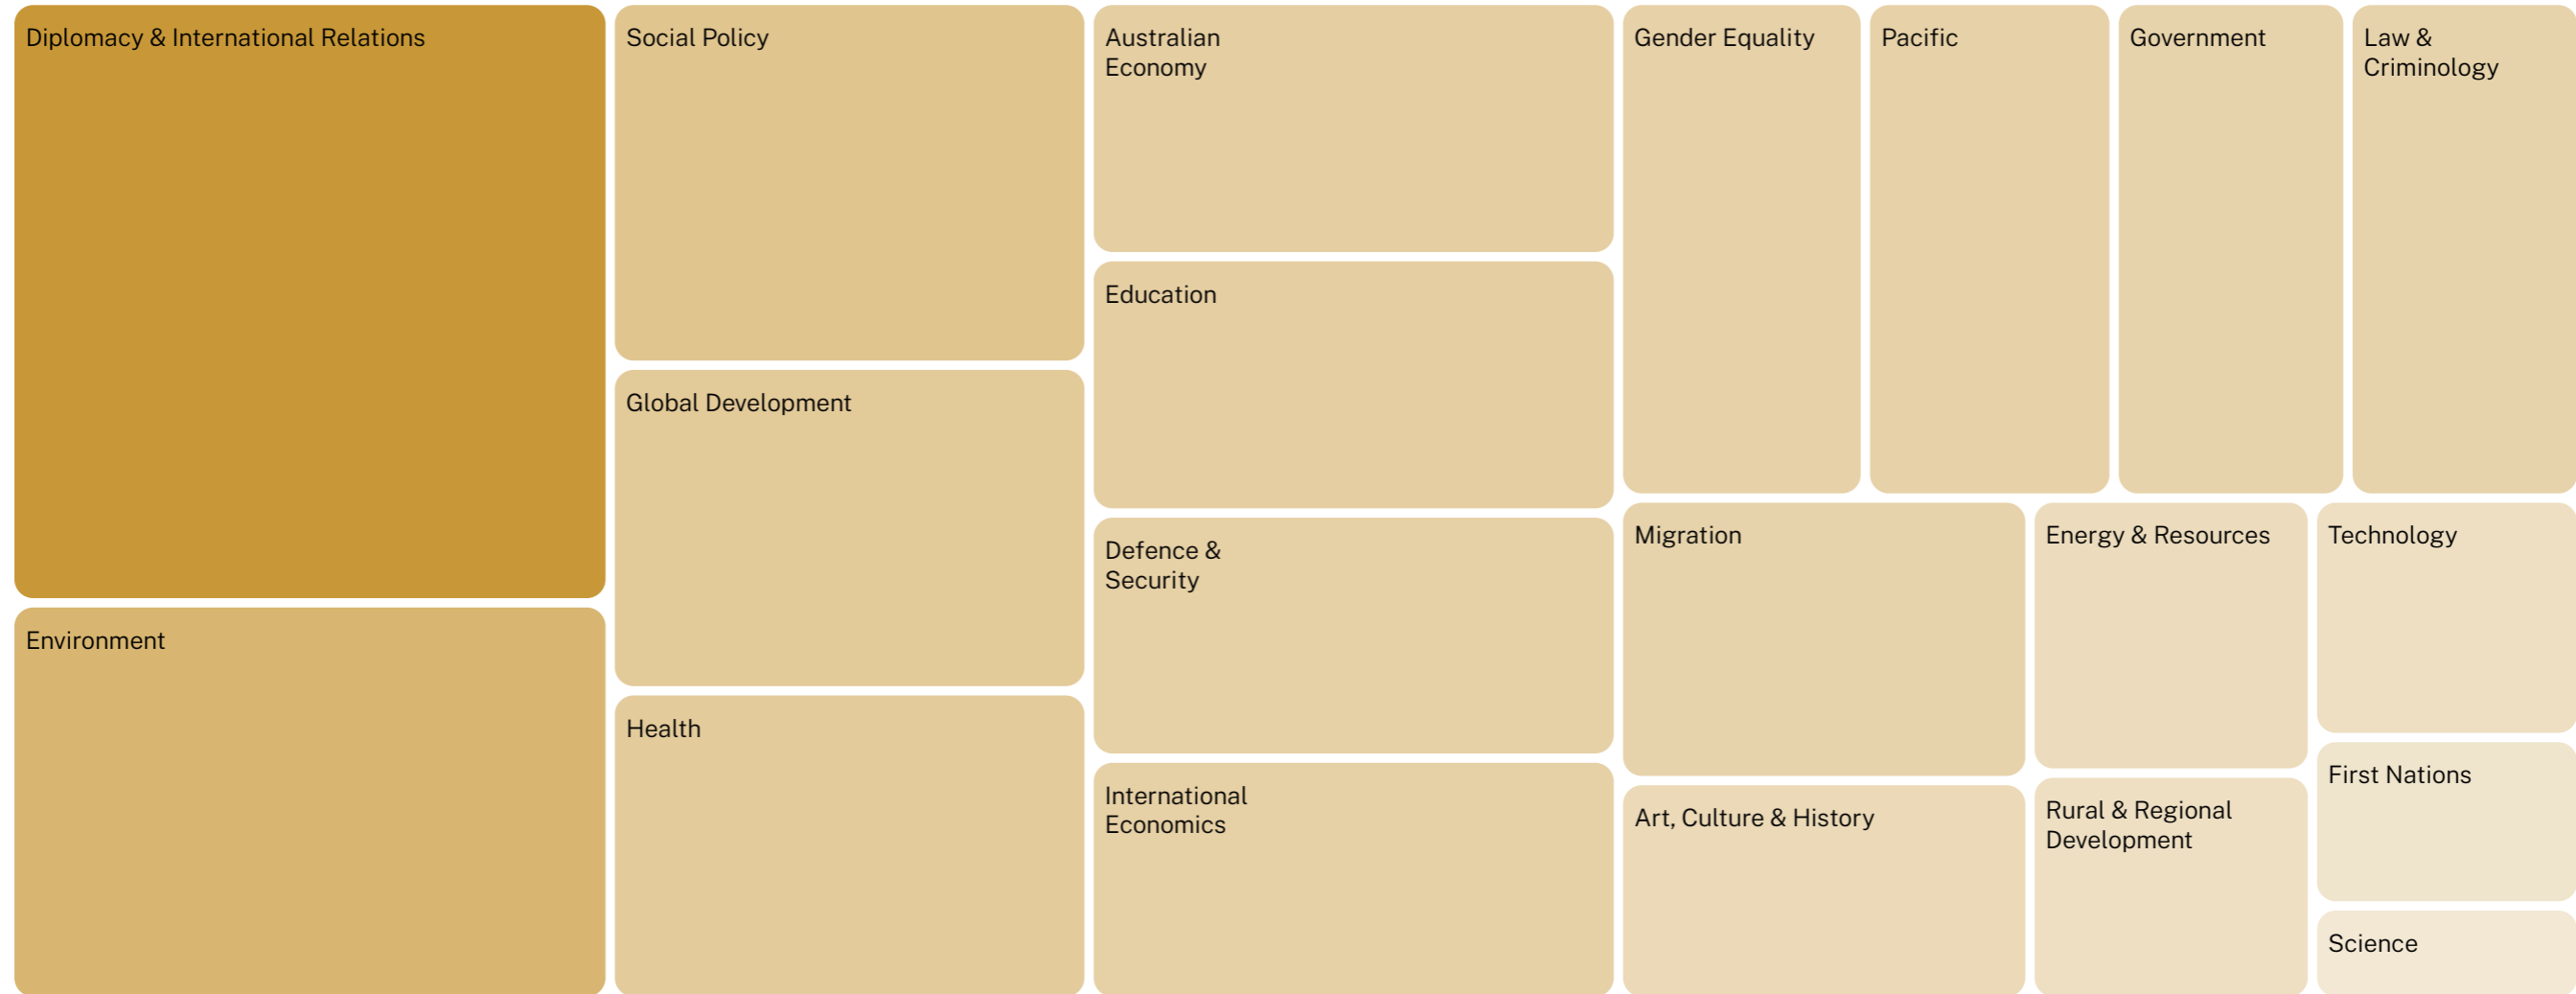 Diplomacy & International Relations
Environment
Social Policy
Global Development
Health
Australian
Economy
Education
Defence &
Security
International
Economics
Gender Equality
Pacific
Government
Law &
Criminology
Migration
Art, Culture & History
Energy & Resources
Rural & Regional
Development
Technology
First Nations
Science